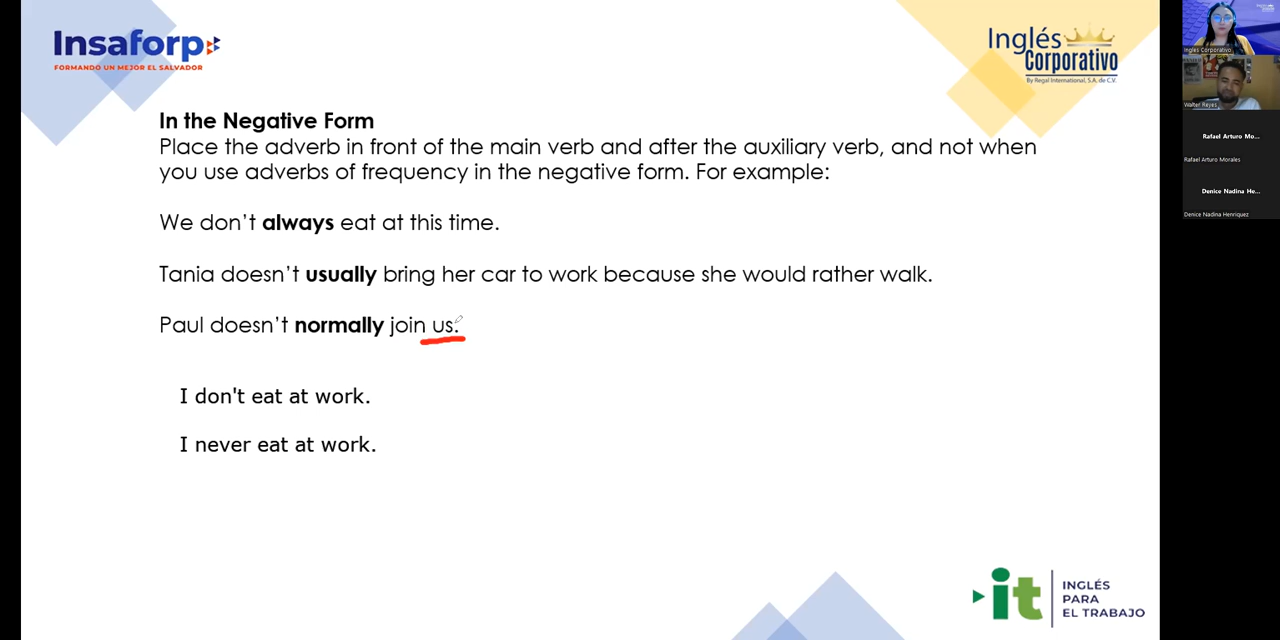 Insaforp
FORMANDO UN MEJOR EL SALVADOR
Inglés
Corporativo
By Regal International, S.A. de C.V.
In the Negative Form
Place the adverb in front of the main verb and after the auxiliary verb, and not when
you use adverbs of frequency in the negative form. For example:
We don't always eat at this time.
Tania doesn't usually bring her car to work because she would rather walk.
Paul doesn't normally join us.
I don't eat at work.
I never eat at work.
it
INGLÉS
PARA
EL TRABAJO
Inglés Corporativo
Walter Reyes
Rafael Arturo Mo...
Rafael Arturo Morales
Denice Nadina He...
Denice Nadina Henriquez